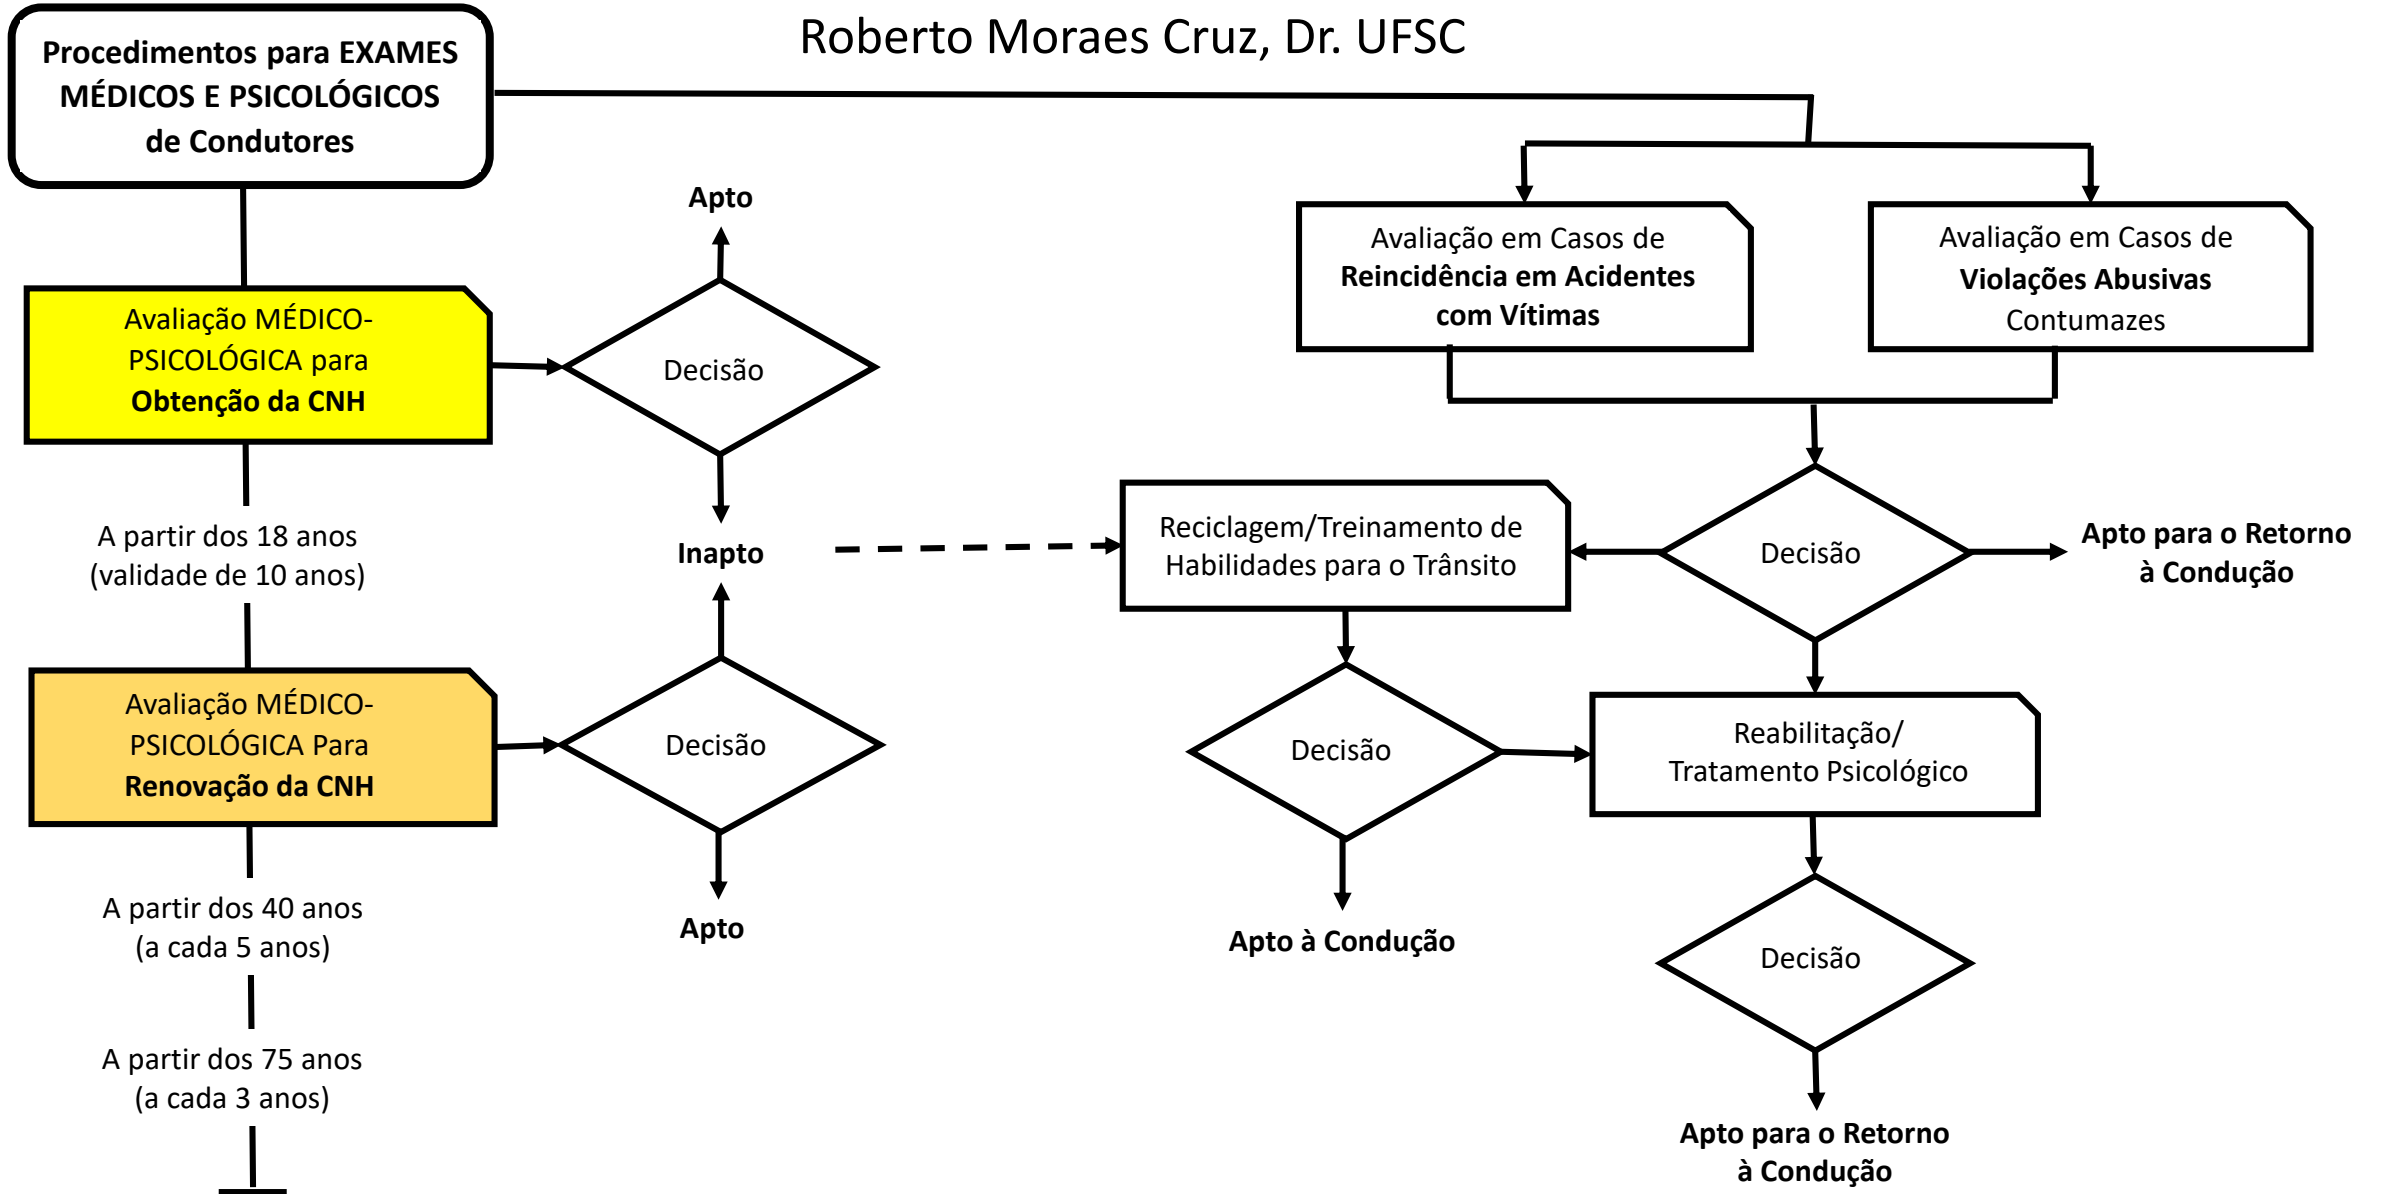 Roberto Moraes Cruz, Dr. UFSC
Procedimentos para EXAMES
MÉDICOS E PSICOLÓGICOS
de Condutores
Apto
Avaliação em Casos de
Reincidência em Acidentes
com Vítimas
Avaliação em Casos de
Violações Abusivas
Contumazes
Avaliação MÉDICO-
PSICOLÓGICA para
Obtenção da CNH
Decisão
A partir dos 18 anos
(validade de 10 anos)
Inapto
Reciclagem/Treinamento de
Habilidades para o Trânsito
Decisão
Apto para o Retorno
à Condução
Avaliação MÉDICO-
PSICOLÓGICA Para
Renovação da CNH
Decisão
Decisão
Reabilitação/
Tratamento Psicológico
A partir dos 40 anos
(a cada 5 anos)
Apto
Apto à Condução
Decisão
A partir dos 75 anos
(a cada 3 anos)
Apto para o Retorno
à Condução